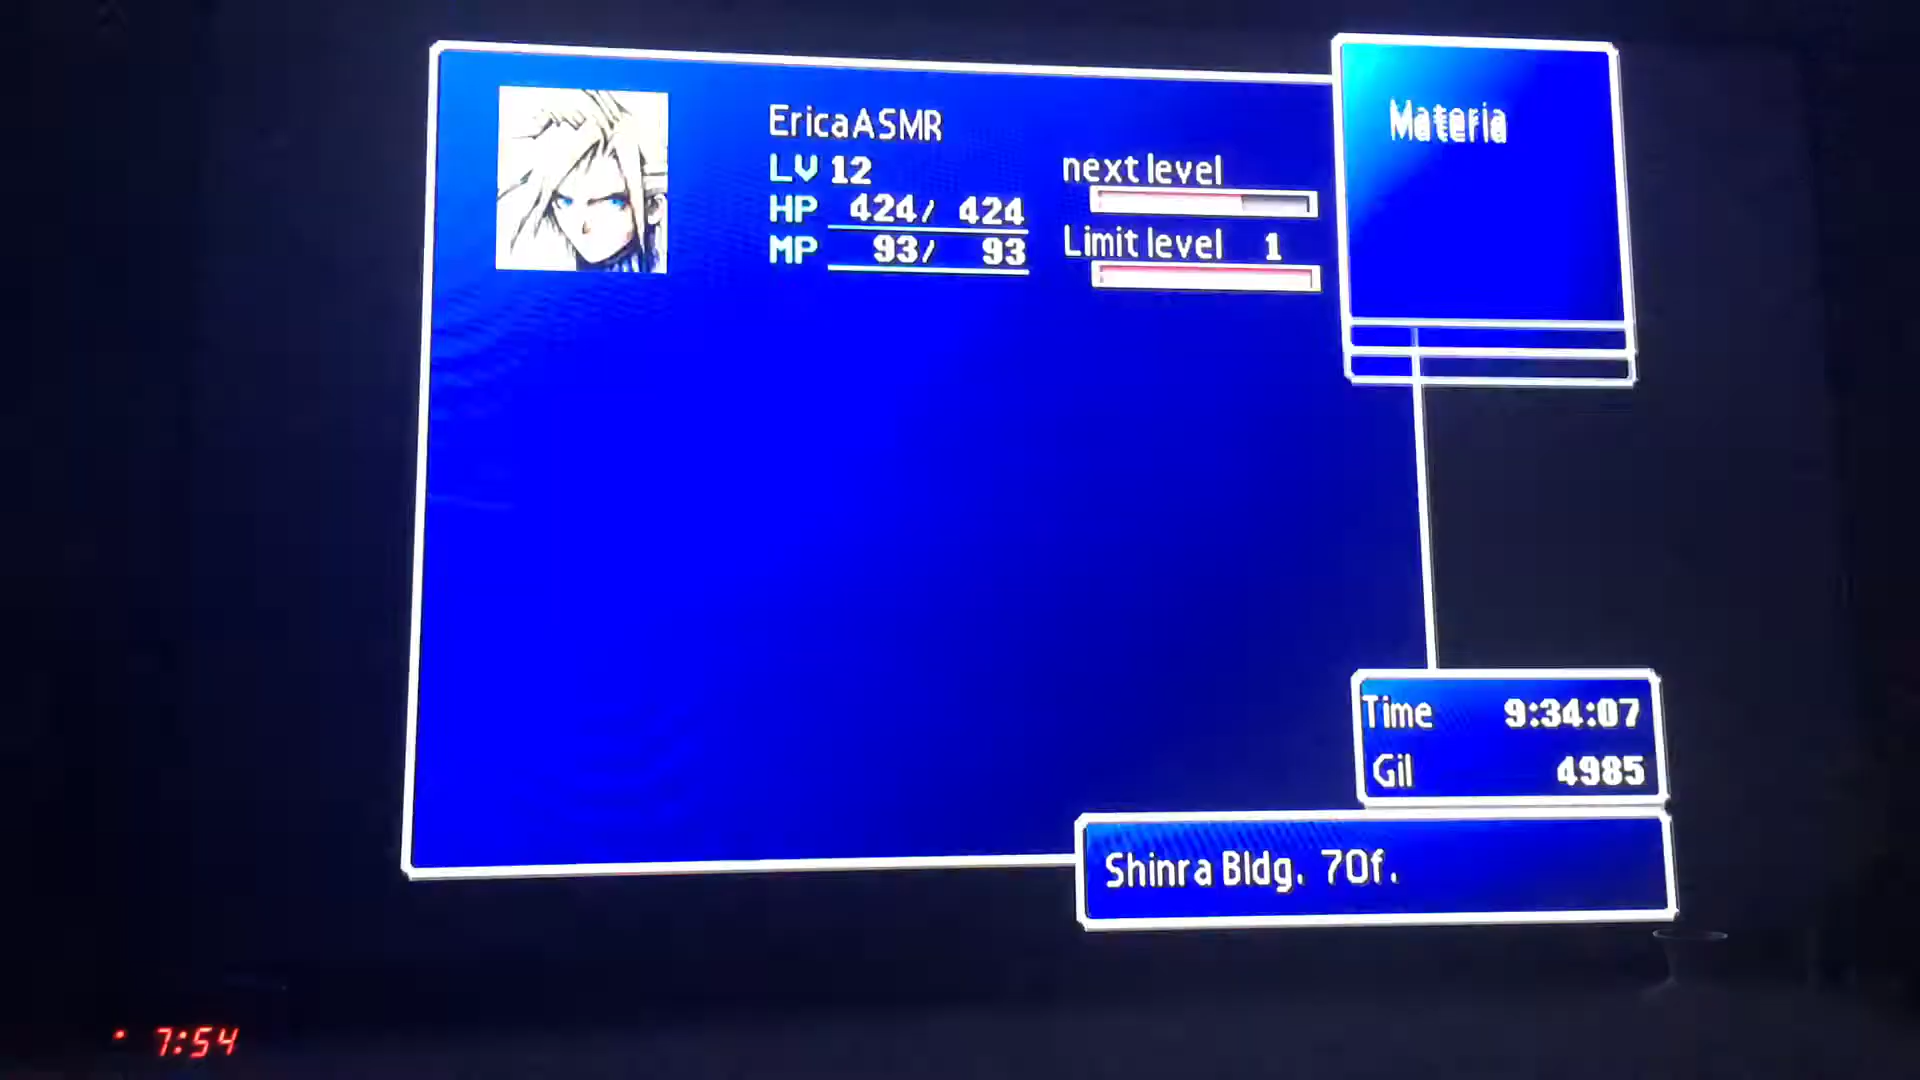 EricaASMR
LV 12
HP 424/ 424
MP 93/ 93
next level
Limit level 1
Materia
Time 9:34:07
Gil 4985
Shinra Bldg. 70f.
7:54